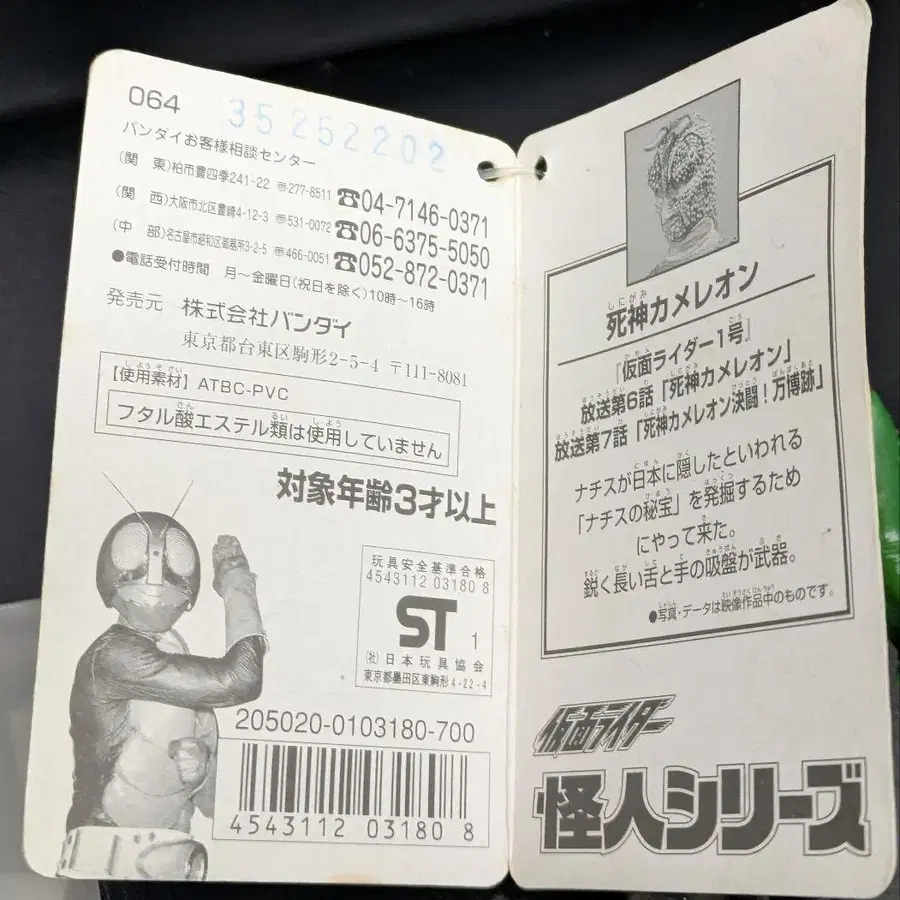 064
35 252202
バンダイお客様相談センター
(関 東)柏市豊四季241-22 〠277-8511 ☎04-7146-0371
(関 西)大阪市北区豊崎4-12-3 〠531-0072 ☎06-6375-5050
(中 部)名古屋市昭和区御器所3-2-5 〠466-0051 ☎052-872-0371
●電話受付時間 月〜金曜日(祝日を除く)10時〜16時
発売元 株式会社バンダイ
東京都台東区駒形2-5-4 〒111-8081
【使用素材】ATBC-PVC
フタル酸エステル類は使用していません
対象年齢3才以上
玩具安全基準合格
4543112 03180 8
ST 1
(社)日本玩具協会
東京都墨田区東駒形4-22-4
205020-0103180-700
4543112 03180 8
死神カメレオン
『仮面ライダー1号』
放送第6話「死神カメレオン」
放送第7話「死神カメレオン決闘!万博跡」
ナチスが日本に隠したといわれる
「ナチスの秘宝」を発掘するため
にやって来た。
鋭く長い舌と手の吸盤が武器。
●写真・データは映像作品中のものです。
仮面ライダー
怪人シリーズ